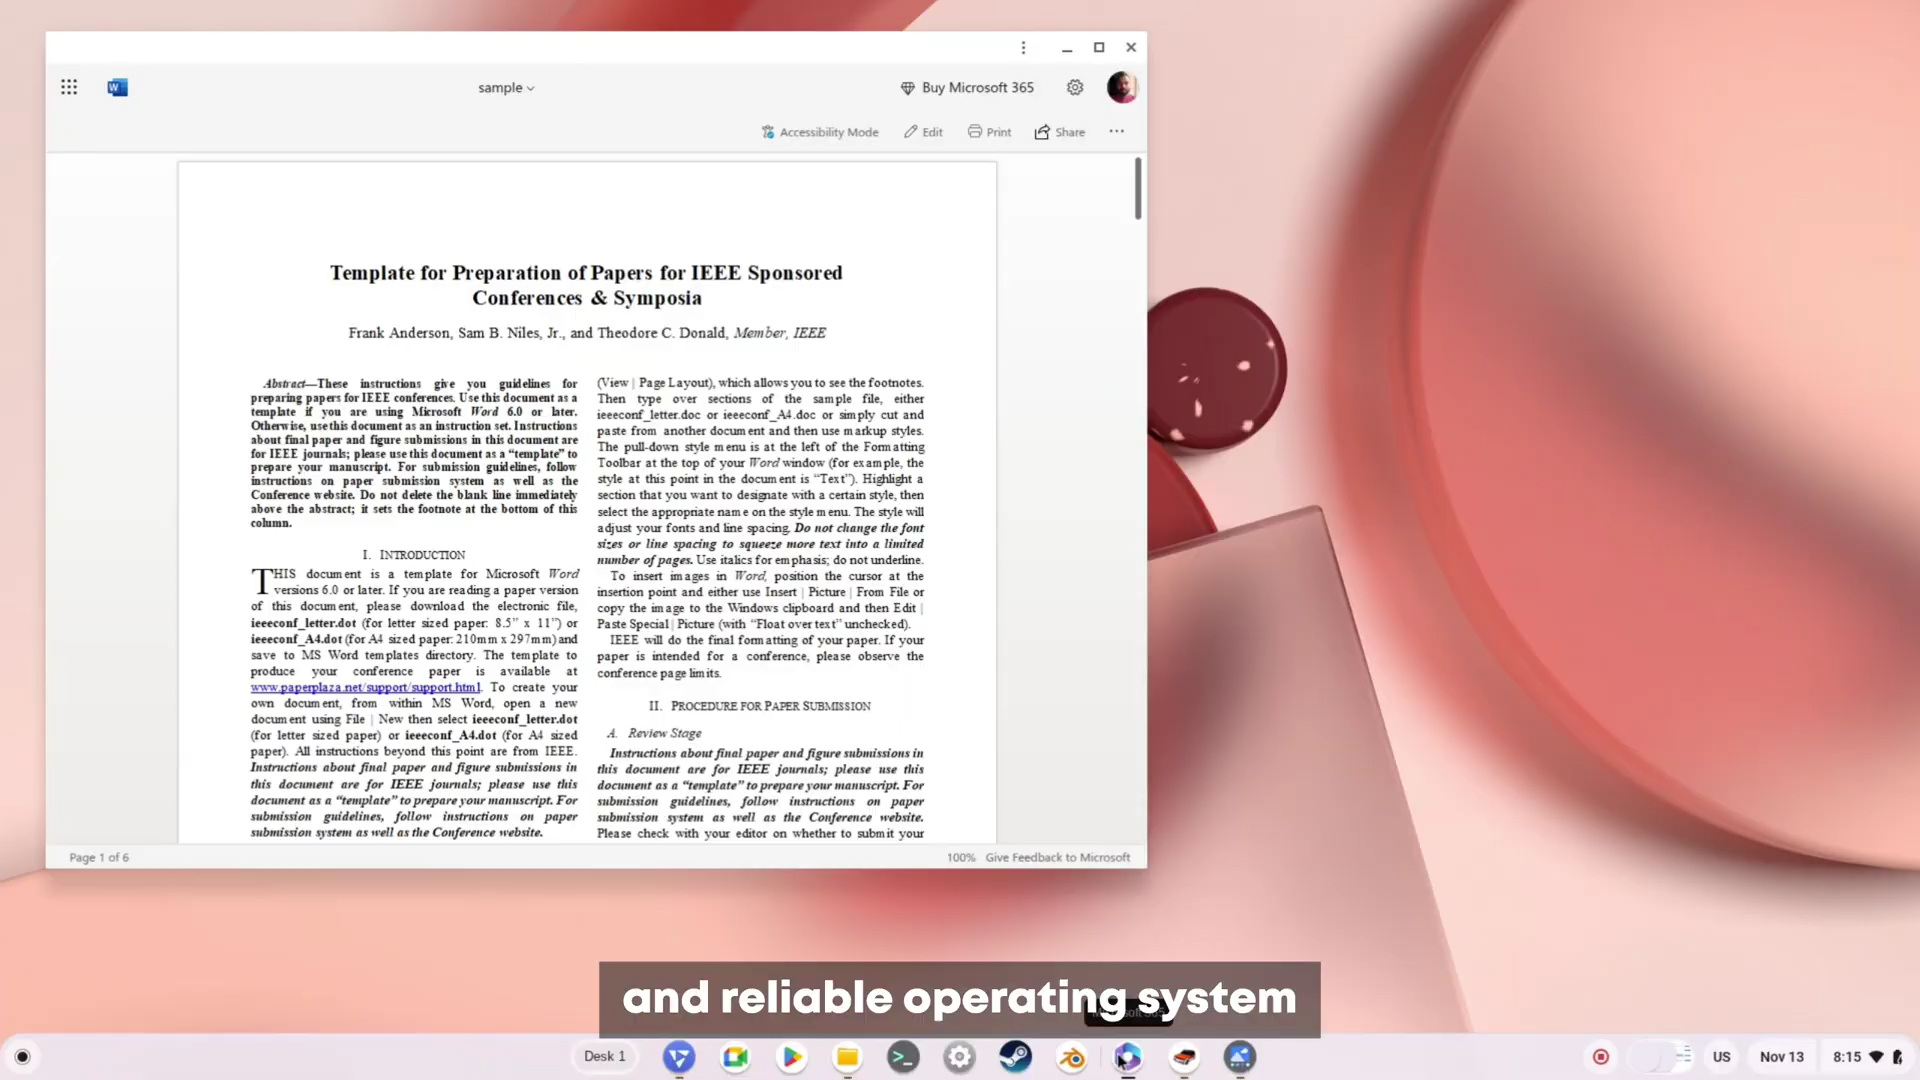 sample
Buy Microsoft 365
Accessibility Mode
Edit
Print
Share
Template for Preparation of Papers for IEEE Sponsored
Conferences & Symposia
Frank Anderson, Sam B. Niles, Jr., and Theodore C. Donald, Member, IEEE
Abstract—These instructions give you guidelines for
preparing papers for IEEE conferences. Use this document as a
template if you are using Microsoft Word 6.0 or later.
Otherwise, use this document as an instruction set. Instructions
about final paper and figure submissions in this document are
for IEEE journals; please use this document as a “template” to
prepare your manuscript. For submission guidelines, follow
instructions on paper submission system as well as the
Conference website. Do not delete the blank line immediately
above the abstract; it sets the footnote at the bottom of this
column.
I. INTRODUCTION
THIS document is a template for Microsoft Word
versions 6.0 or later. If you are reading a paper version
of this document, please download the electronic file,
ieeeconf_letter.dot (for letter sized paper: 8.5” x 11”) or
ieeeconf_A4.dot (for A4 sized paper: 210mm x 297mm) and
save to MS Word templates directory. The template to
produce your conference paper is available at
www.paperplaza.net/support/support.html. To create your
own document, from within MS Word, open a new
document using File | New then select ieeeconf_letter.dot
(for letter sized paper) or ieeeconf_A4.dot (for A4 sized
paper). All instructions beyond this point are from IEEE.
Instructions about final paper and figure submissions in
this document are for IEEE journals; please use this
document as a “template” to prepare your manuscript. For
submission guidelines, follow instructions on paper
submission system as well as the Conference website.
(View | Page Layout), which allows you to see the footnotes.
Then type over sections of the sample file, either
ieeeconf_letter.doc or ieeeconf_A4.doc or simply cut and
paste from another document and then use markup styles.
The pull-down style menu is at the left of the Formatting
Toolbar at the top of your Word window (for example, the
style at this point in the document is “Text”). Highlight a
section that you want to designate with a certain style, then
select the appropriate name on the style menu. The style will
adjust your fonts and line spacing. Do not change the font
sizes or line spacing to squeeze more text into a limited
number of pages. Use italics for emphasis; do not underline.
To insert images in Word, position the cursor at the
insertion point and either use Insert | Picture | From File or
copy the image to the Windows clipboard and then Edit |
Paste Special | Picture (with “Float over text” unchecked).
IEEE will do the final formatting of your paper. If your
paper is intended for a conference, please observe the
conference page limits.
II. PROCEDURE FOR PAPER SUBMISSION
A. Review Stage
Instructions about final paper and figure submissions in
this document are for IEEE journals; please use this
document as a “template” to prepare your manuscript. For
submission guidelines, follow instructions on paper
submission system as well as the Conference website.
Please check with your editor on whether to submit your
Page 1 of 6
100% Give Feedback to Microsoft
and reliable operating system
Desk 1
US
Nov 13
8:15